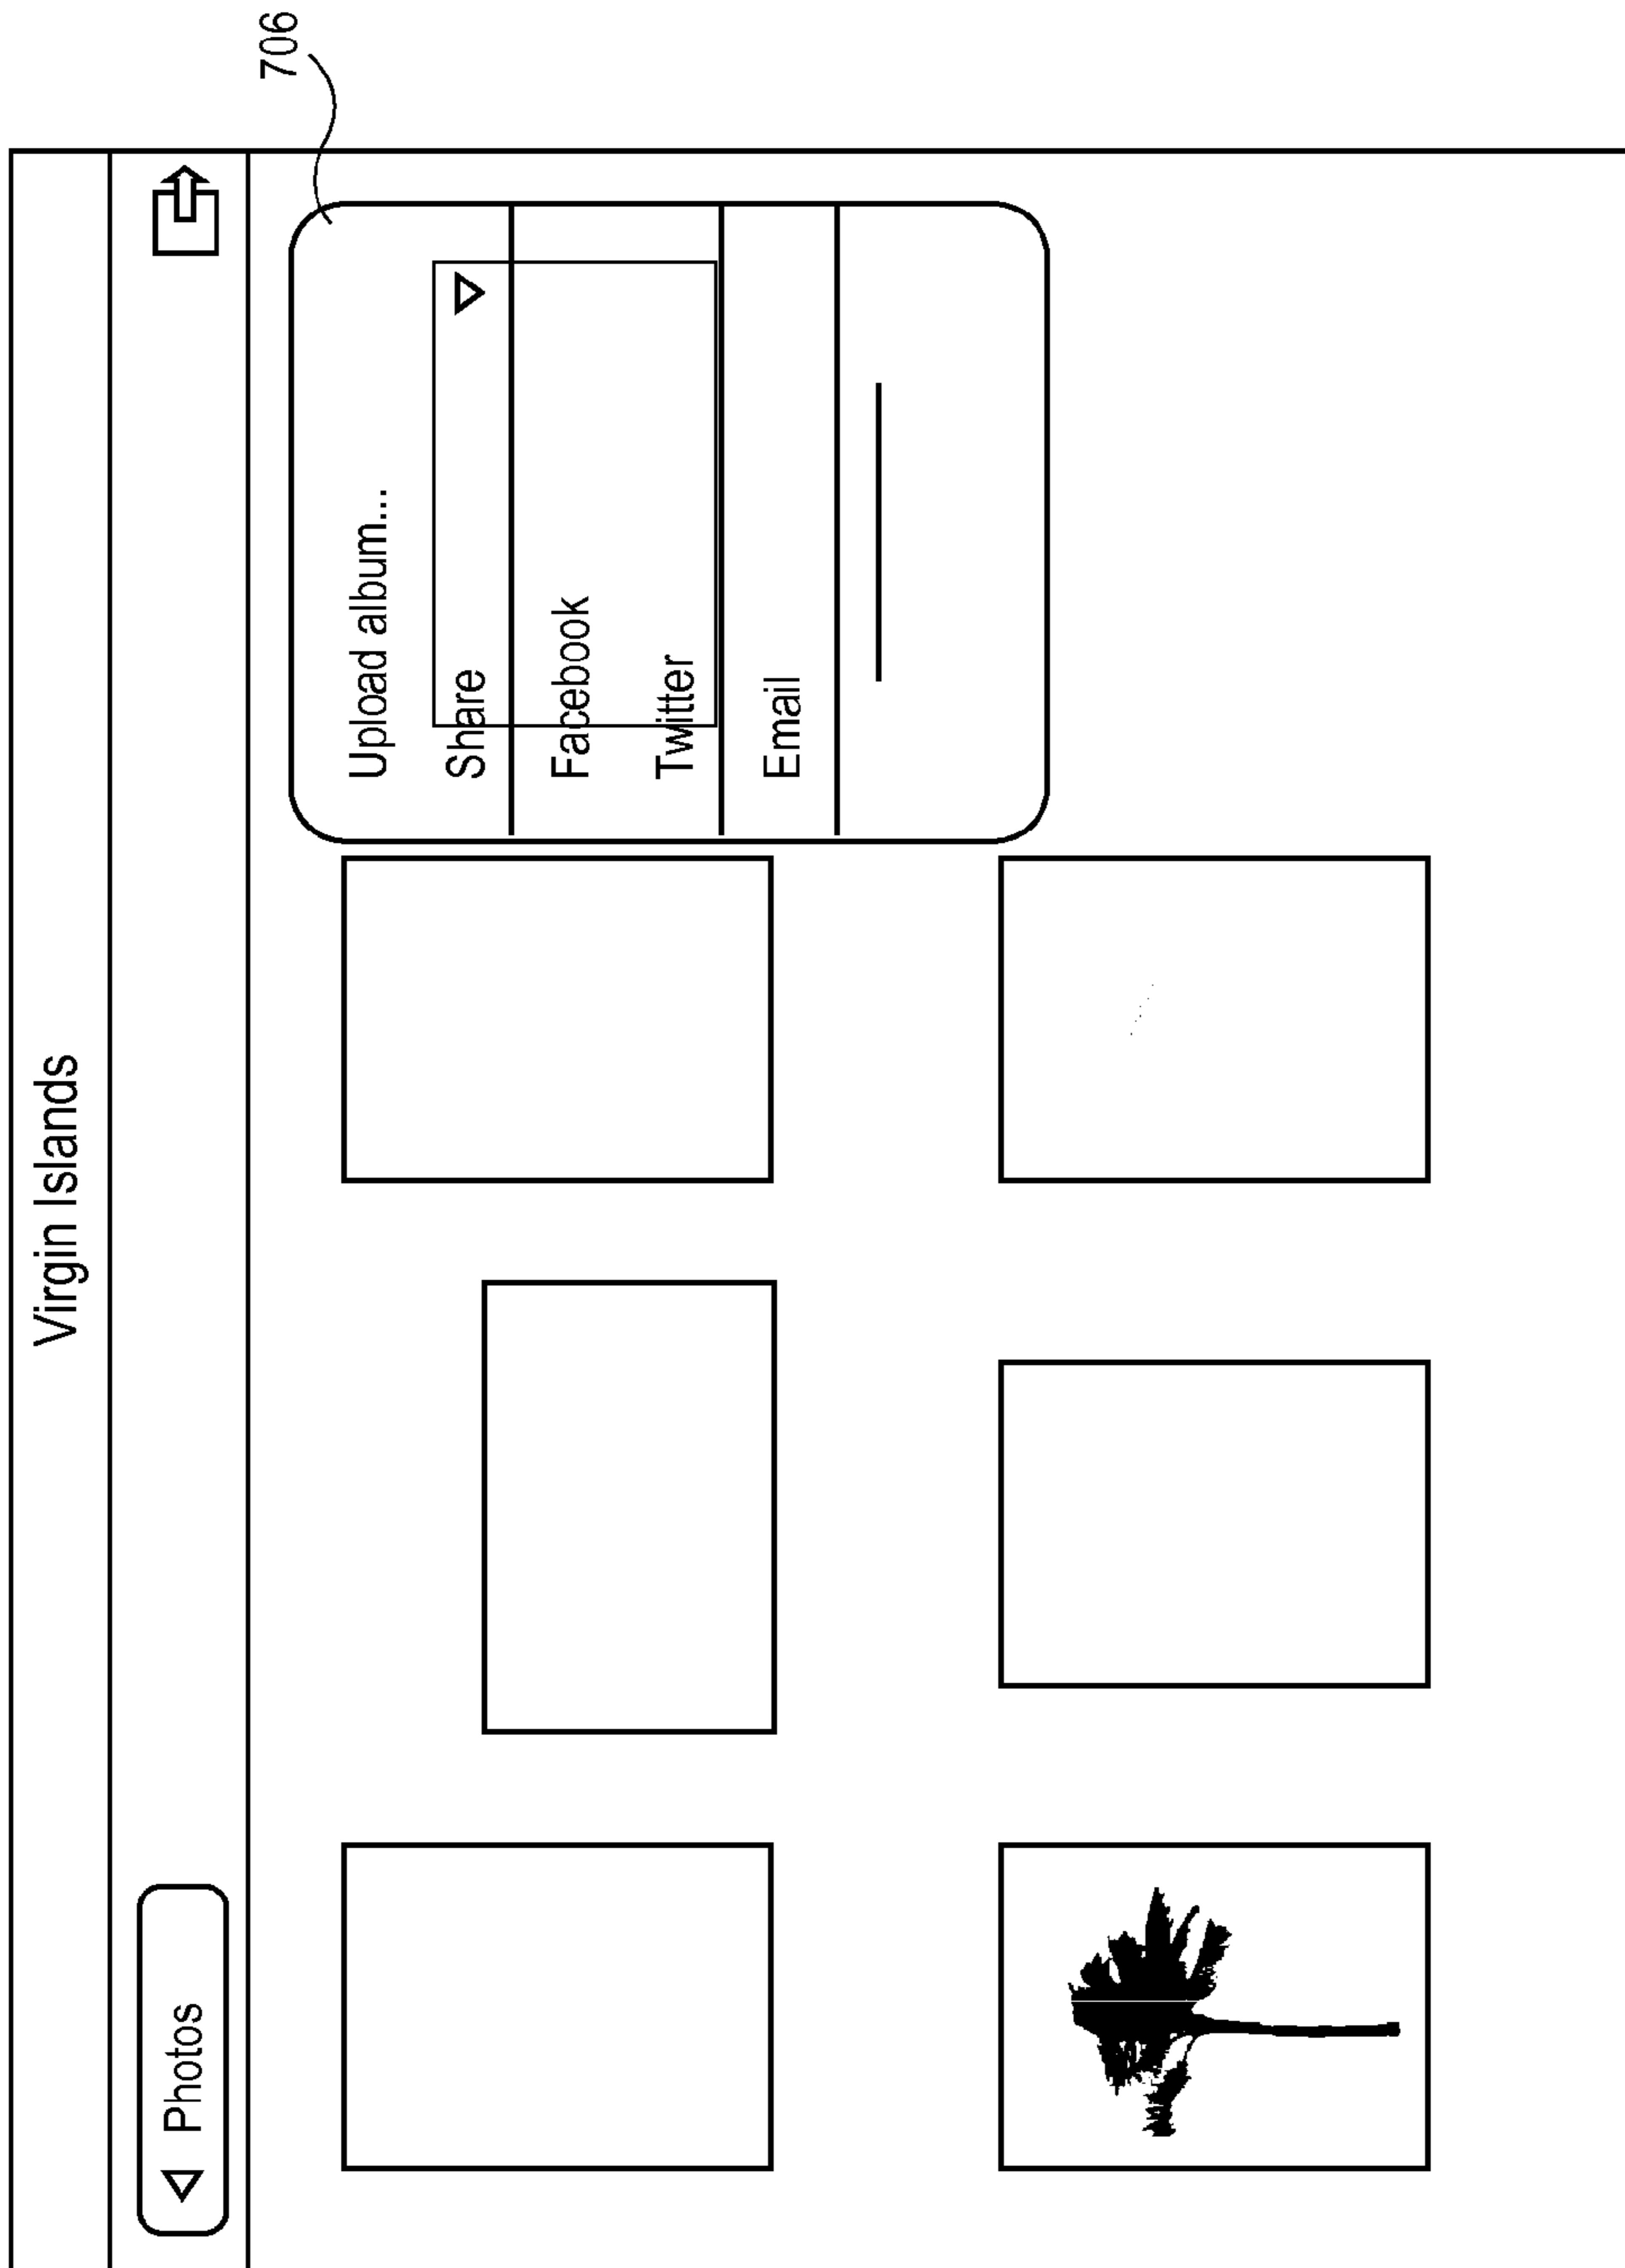 Virgin Islands
Photos
706
Upload album...
Share
Facebook
Twitter
Email